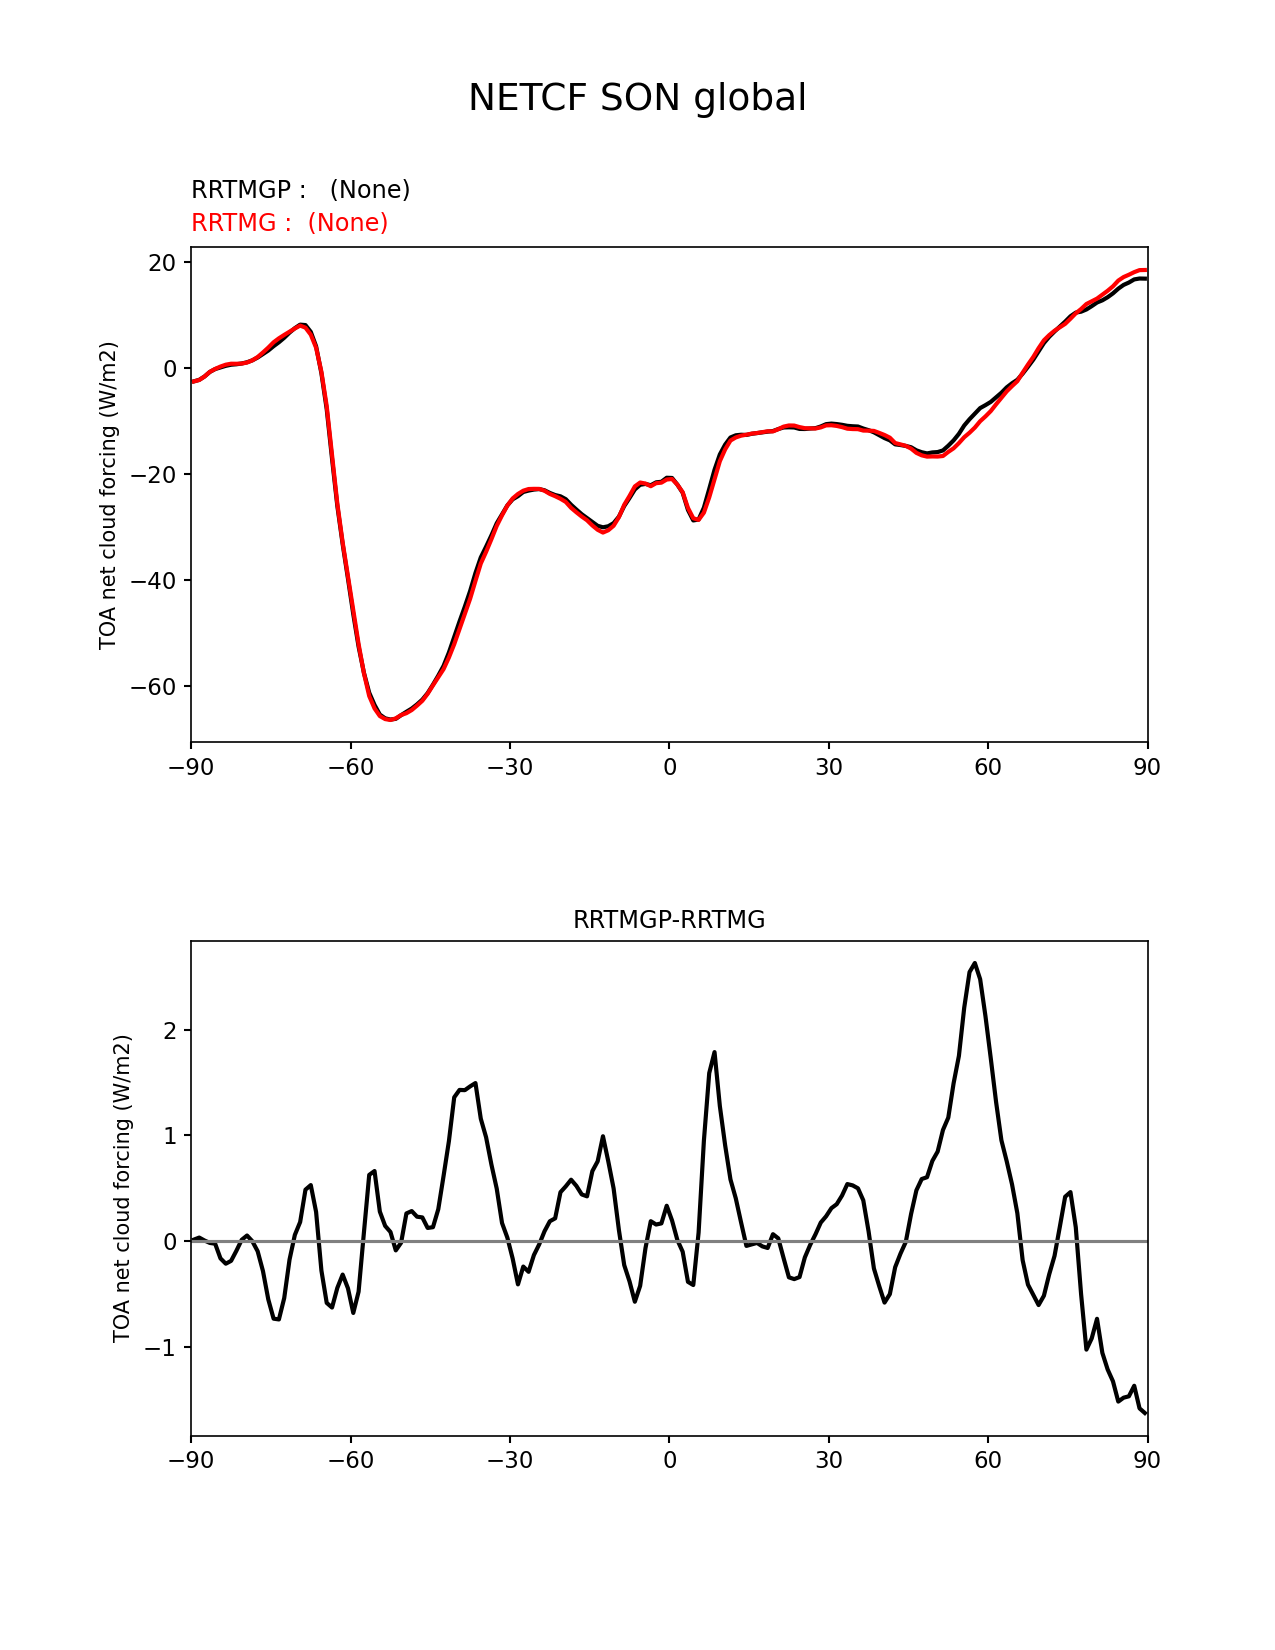 NETCF SON global
RRTMGP :   (None)
RRTMG :  (None)
TOA net cloud forcing (W/m2)
20
0
−20
−40
−60
−90 −60 −30 0 30 60 90
RRTMGP-RRTMG
TOA net cloud forcing (W/m2)
2
1
0
−1
−90 −60 −30 0 30 60 90